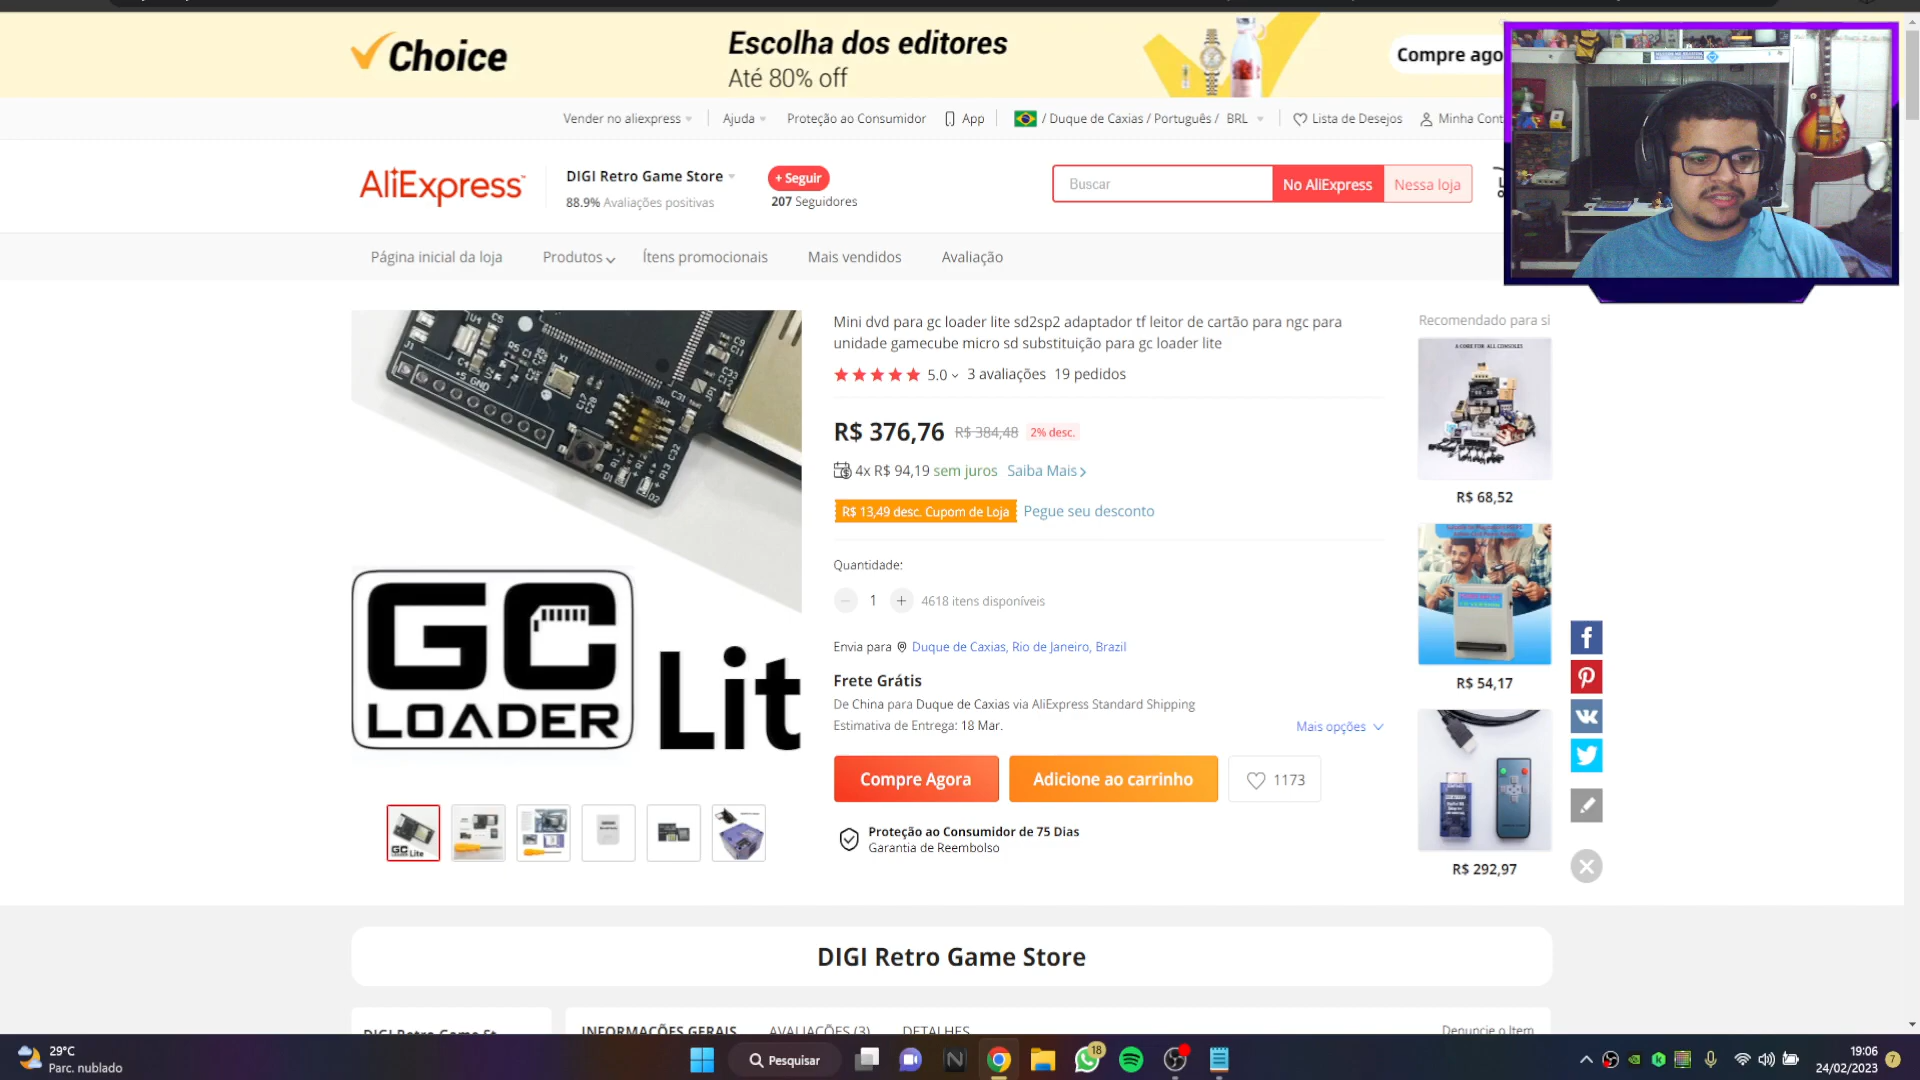 Choice
Escolha dos editores
Até 80% off
Compre ago
Vender no aliexpress
Ajuda
Proteção ao Consumidor
App
/ Duque de Caxias / Português / BRL
Lista de Desejos
Minha Cont
AliExpress
DIGI Retro Game Store
88.9% Avaliações positivas
+ Seguir
207 Seguidores
Buscar
No AliExpress
Nessa loja
Página inicial da loja
Produtos
Ítens promocionais
Mais vendidos
Avaliação
Mini dvd para gc loader lite sd2sp2 adaptador tf leitor de cartão para ngc para
unidade gamecube micro sd substituição para gc loader lite
5.0 3 avaliações 19 pedidos
R$ 376,76 R$ 384,48 2% desc.
4x R$ 94,19 sem juros Saiba Mais
R$ 13,49 desc. Cupom de Loja Pegue seu desconto
Quantidade:
1 + 4618 itens disponíveis
Envia para Duque de Caxias, Rio de Janeiro, Brazil
Frete Grátis
De China para Duque de Caxias via AliExpress Standard Shipping
Estimativa de Entrega: 18 Mar.
Mais opções
Compre Agora
Adicione ao carrinho
1173
Proteção ao Consumidor de 75 Dias
Garantia de Reembolso
GC
LOADER
Lit
Recomendado para si
R$ 68,52
R$ 54,17
R$ 292,97
DIGI Retro Game Store
DIGI Retro Game St
INFORMAÇÕES GERAIS
AVALIAÇÕES (3)
DETALHES
Denuncie o Item
29°C
Parc. nublado
Pesquisar
18
19:06
24/02/2023
7